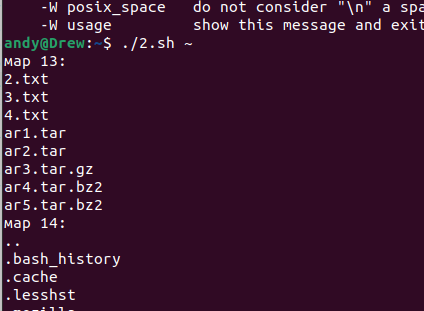 -W posix_space do not consider "\n" a spa
-W usage show this message and exit
andy@Drew:~$ ./2.sh ~
мар 13:
2.txt
3.txt
4.txt
ar1.tar
ar2.tar
ar3.tar.gz
ar4.tar.bz2
ar5.tar.bz2
мар 14:
..
.bash_history
.cache
.lesshst